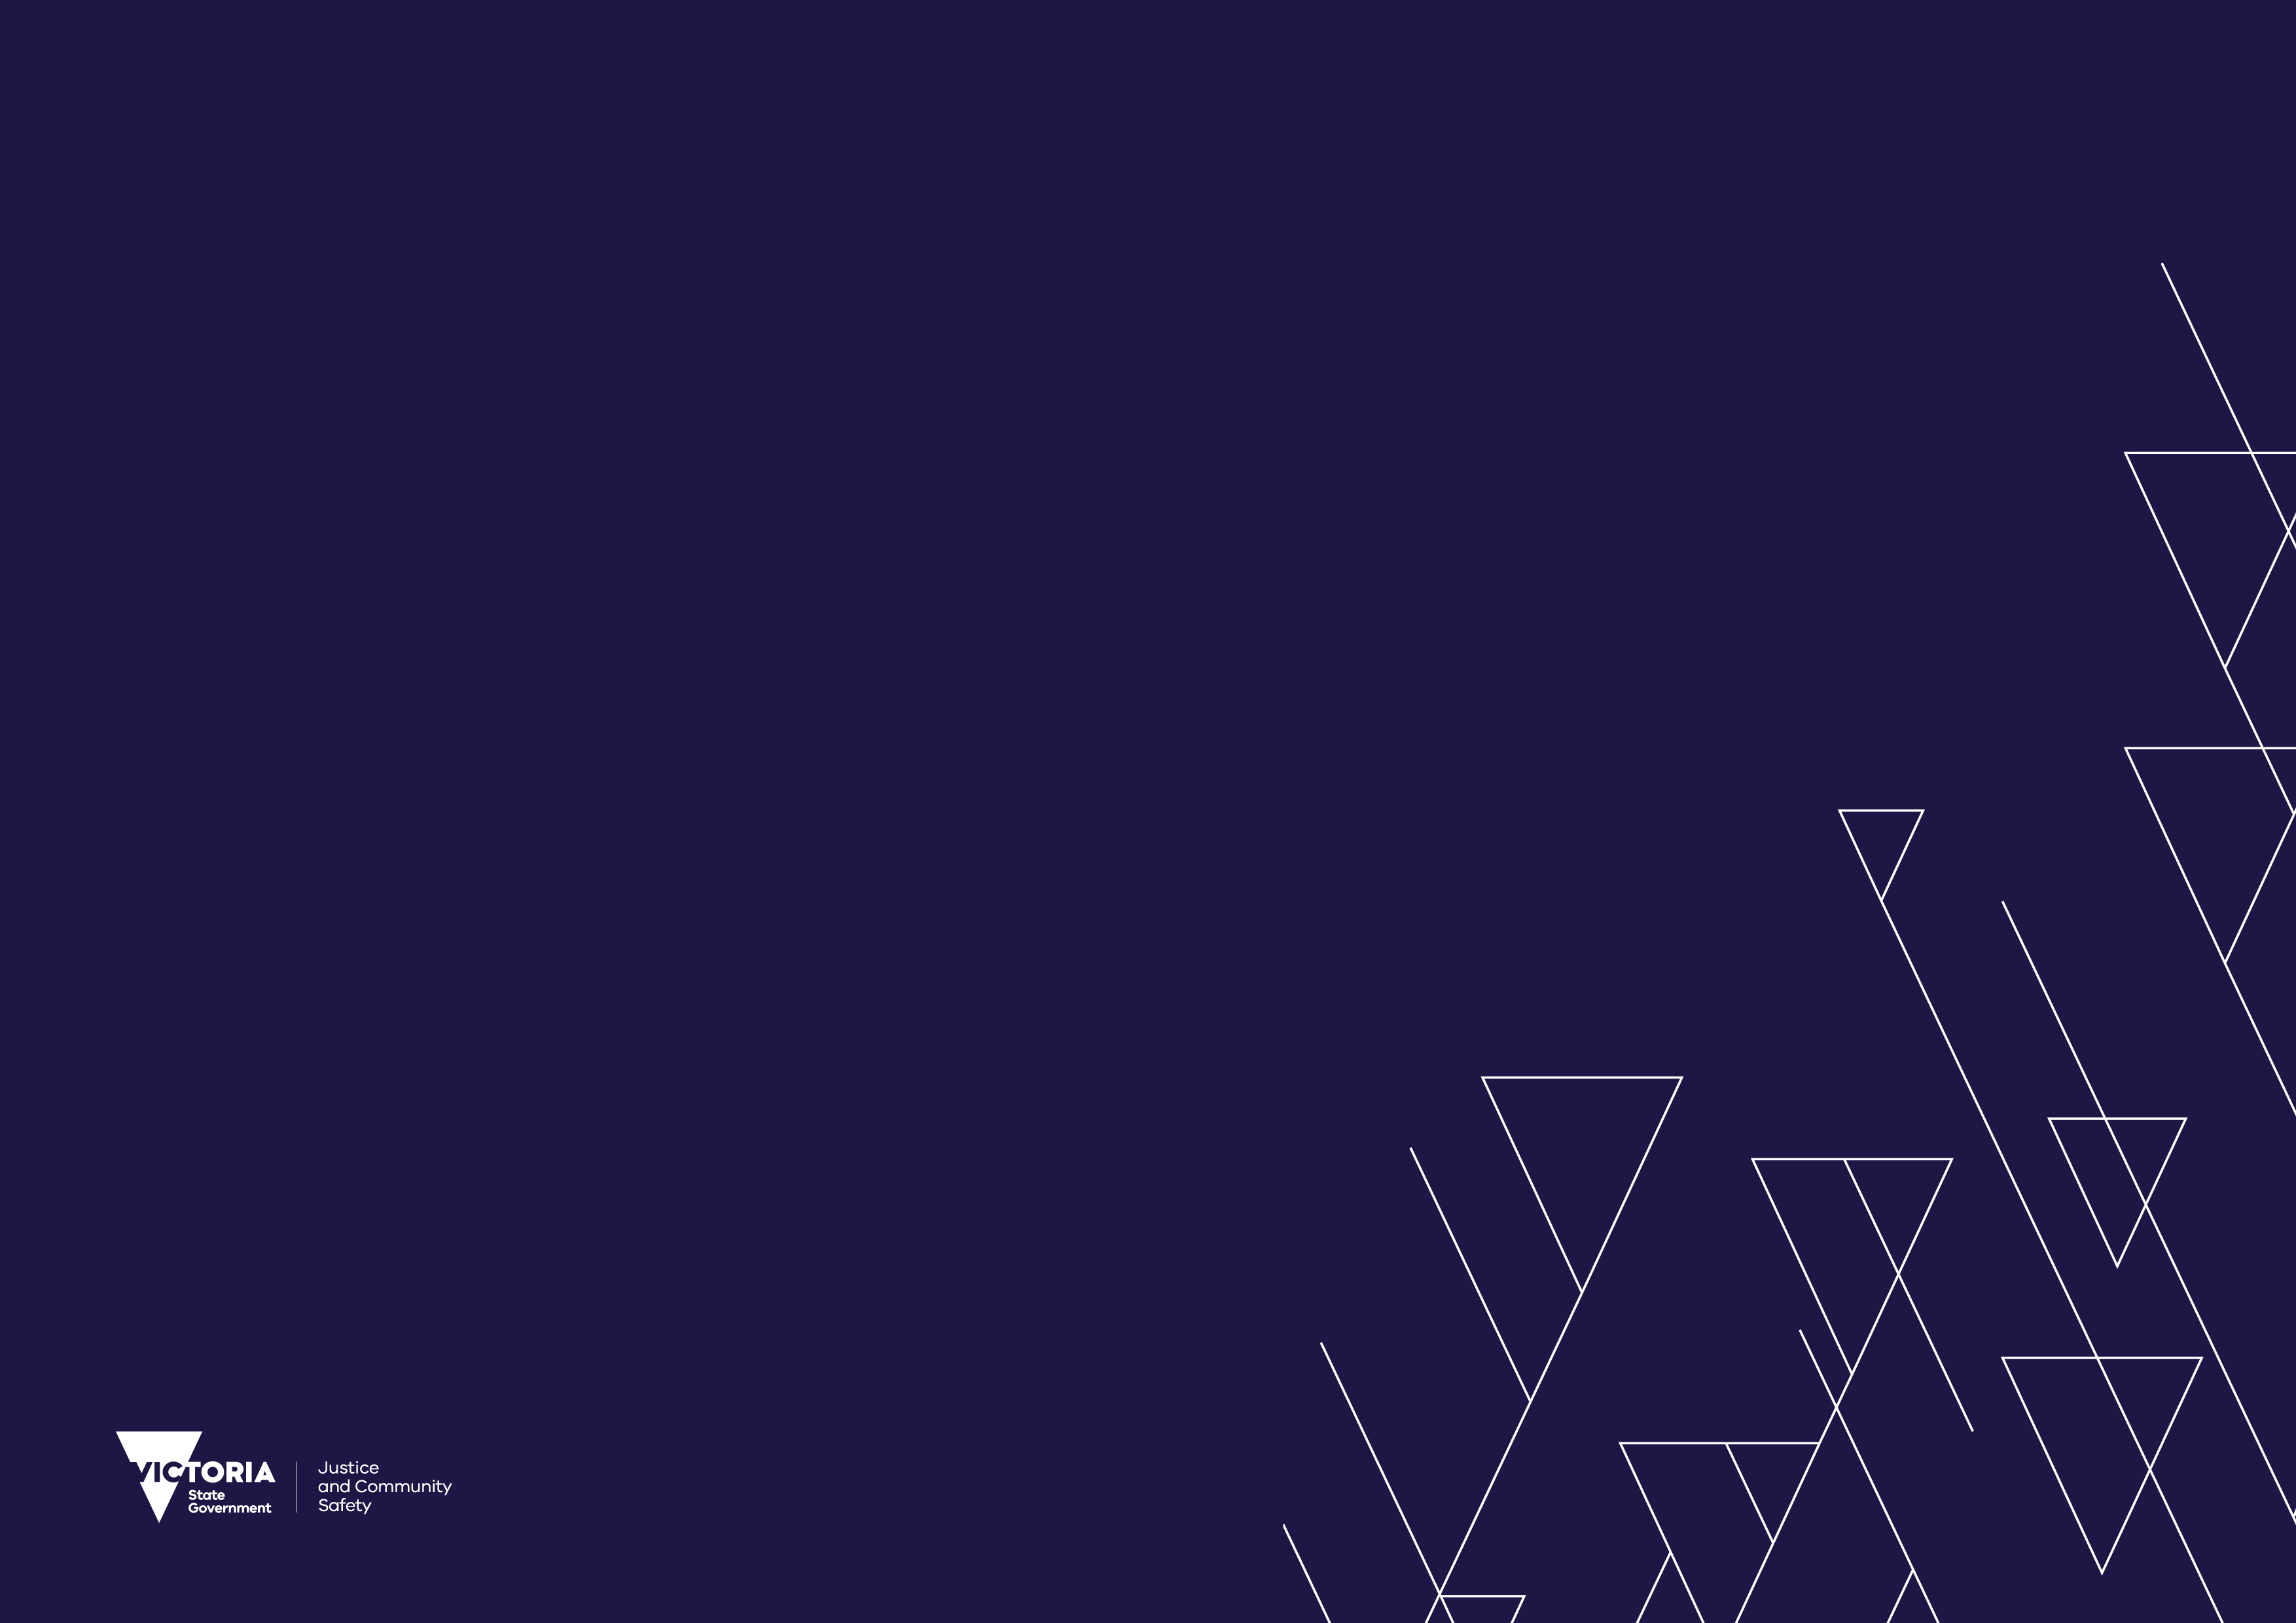 VICTORIA
State
Government
Justice
and Community
Safety